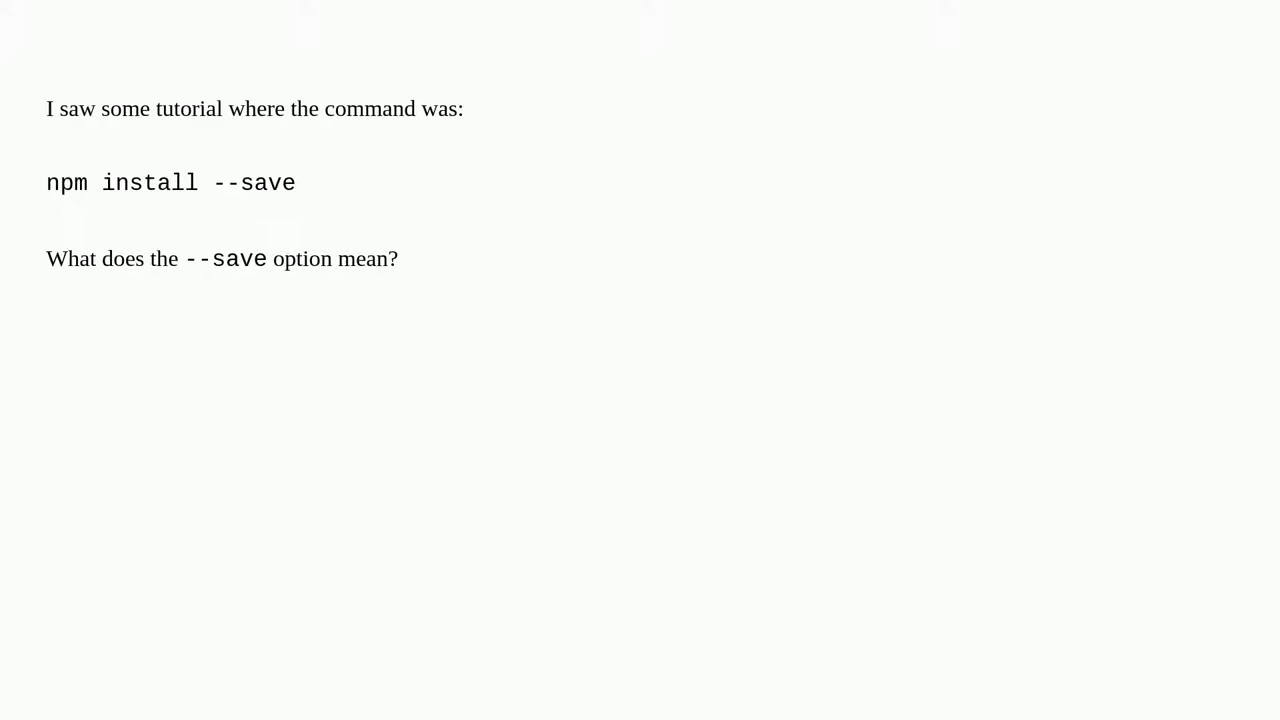 I saw some tutorial where the command was:
npm install --save
What does the --save option mean?